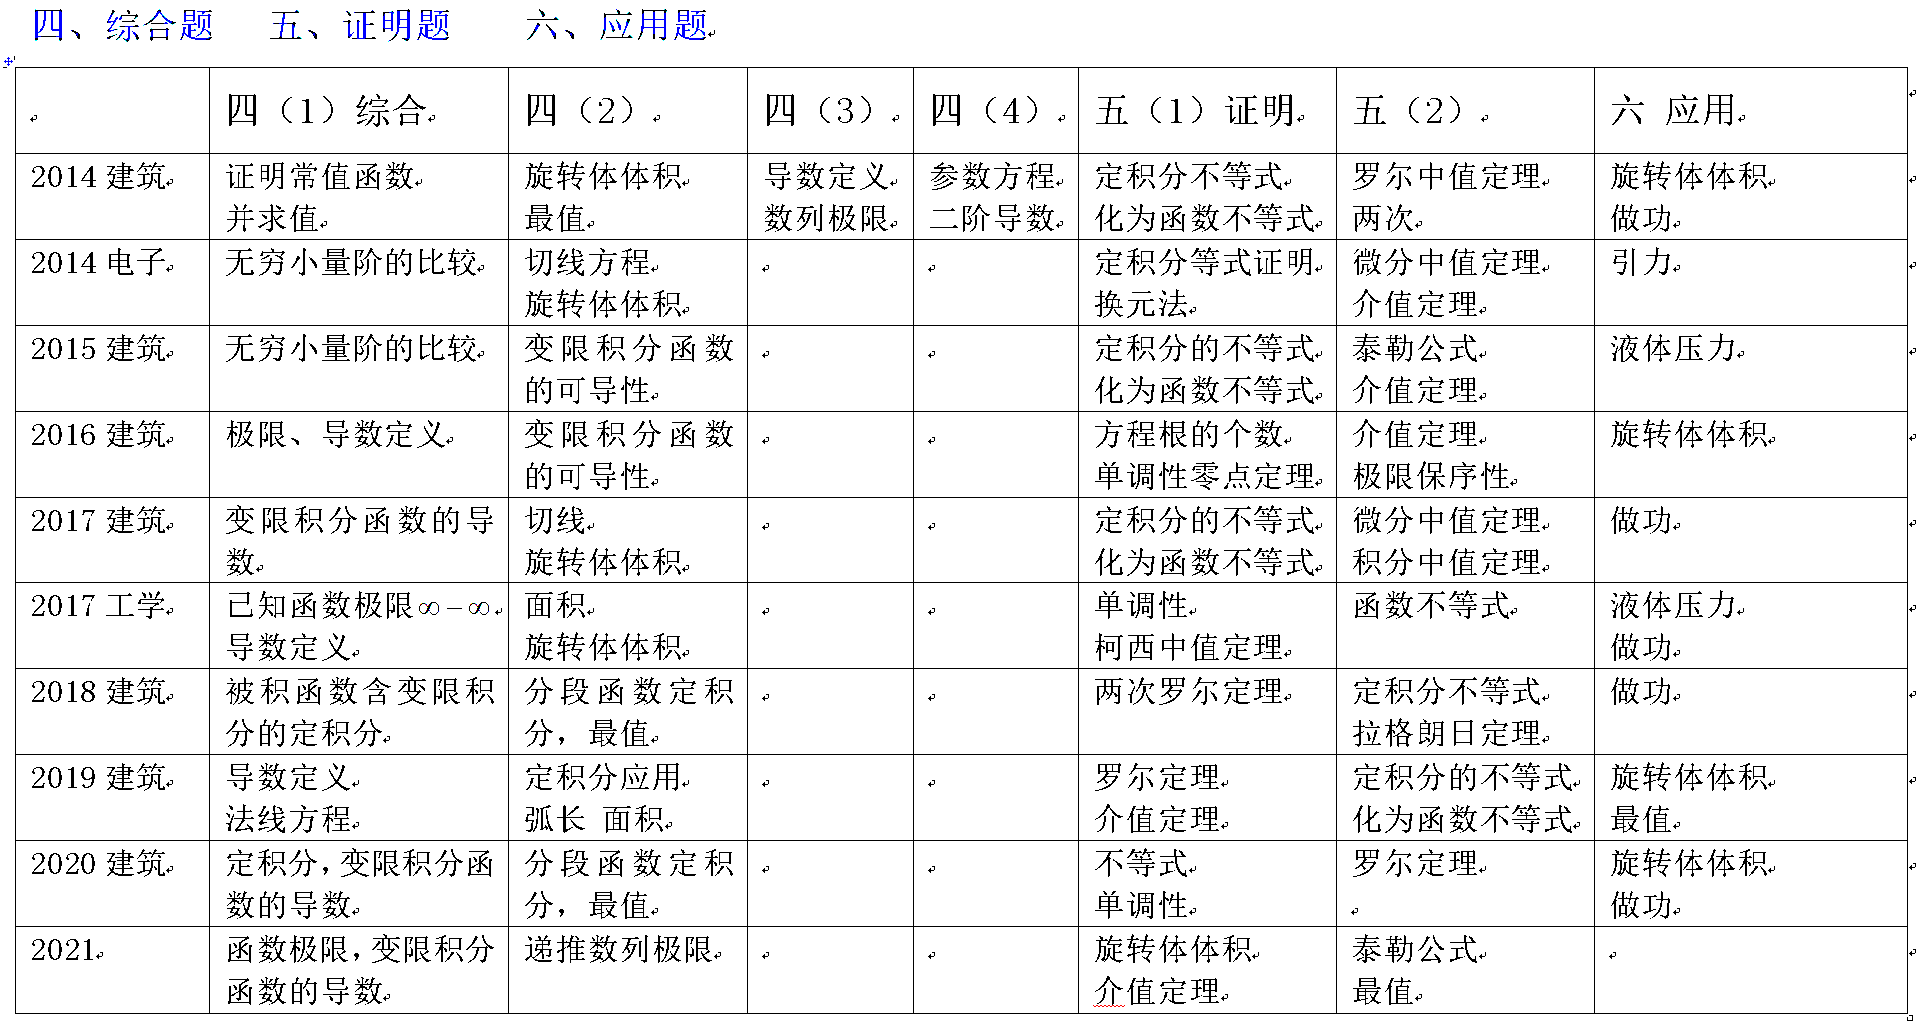 四、综合题 五、证明题 六、应用题
四（1）综合 四（2） 四（3） 四（4） 五（1）证明 五（2） 六 应用
2014 建筑 证明常值函数 旋转体体积 导数定义 参数方程 定积分不等式 罗尔中值定理 旋转体体积
并求值 最值 数列极限 二阶导数 化为函数不等式 两次 做功
2014 电子 无穷小量阶的比较 切线方程 定积分等式证明 微分中值定理 引力
旋转体体积 换元法 介值定理
2015 建筑 无穷小量阶的比较 变限积分函数 定积分的不等式 泰勒公式 液体压力
的可导性 化为函数不等式 介值定理
2016 建筑 极限、导数定义 变限积分函数 方程根的个数 介值定理 旋转体体积
的可导性 单调性零点定理 极限保序性
2017 建筑 变限积分函数的导 切线 定积分的不等式 微分中值定理 做功
数 旋转体体积 化为函数不等式 积分中值定理
2017 工学 已知函数极限∞−∞ 面积 单调性 函数不等式 液体压力
导数定义 旋转体体积 柯西中值定理 做功
2018 建筑 被积函数含变限积 分段函数定积 两次罗尔定理 定积分不等式 做功
分的定积分 分，最值 拉格朗日定理
2019 建筑 导数定义 定积分应用 罗尔定理 定积分的不等式 旋转体体积
法线方程 弧长 面积 介值定理 化为函数不等式 最值
2020 建筑 定积分，变限积分函 分段函数定积 不等式 罗尔定理 旋转体体积
数的导数 分，最值 单调性 做功
2021 函数极限，变限积分 递推数列极限 旋转体体积 泰勒公式
函数的导数 介值定理 最值